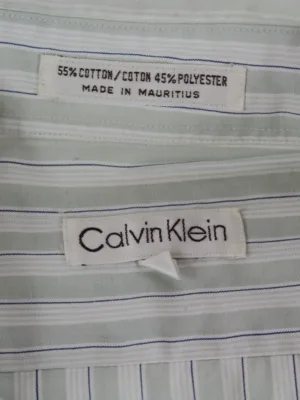 55% COTTON/COTON 45% POLYESTER
MADE IN MAURITIUS
Calvin Klein